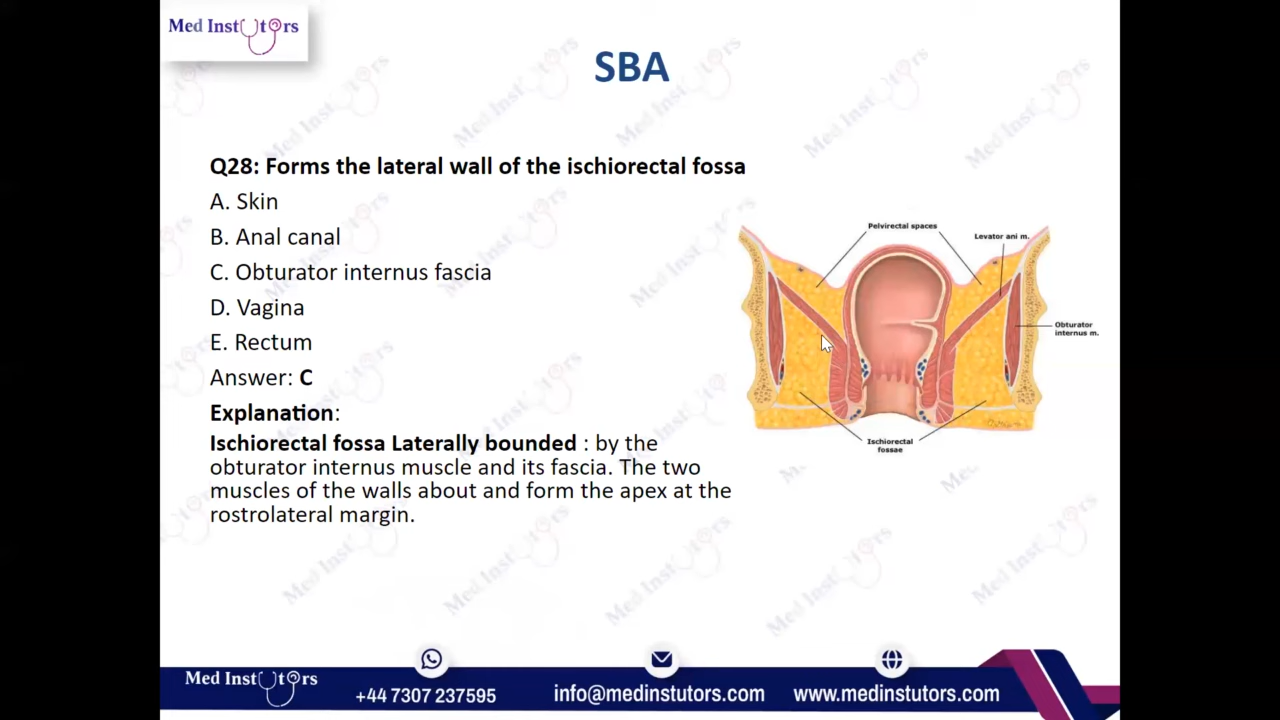 Med Instutors
SBA
Q28: Forms the lateral wall of the ischiorectal fossa
A. Skin
B. Anal canal
C. Obturator internus fascia
D. Vagina
E. Rectum
Answer: C
Explanation:
Ischiorectal fossa Laterally bounded : by the
obturator internus muscle and its fascia. The two
muscles of the walls about and form the apex at the
rostrolateral margin.
Pelvirectal spaces
Levator ani m.
Obturator
internus m.
Ischiorectal
fossae
Med Instutors
+44 7307 237595
info@medinstutors.com
www.medinstutors.com